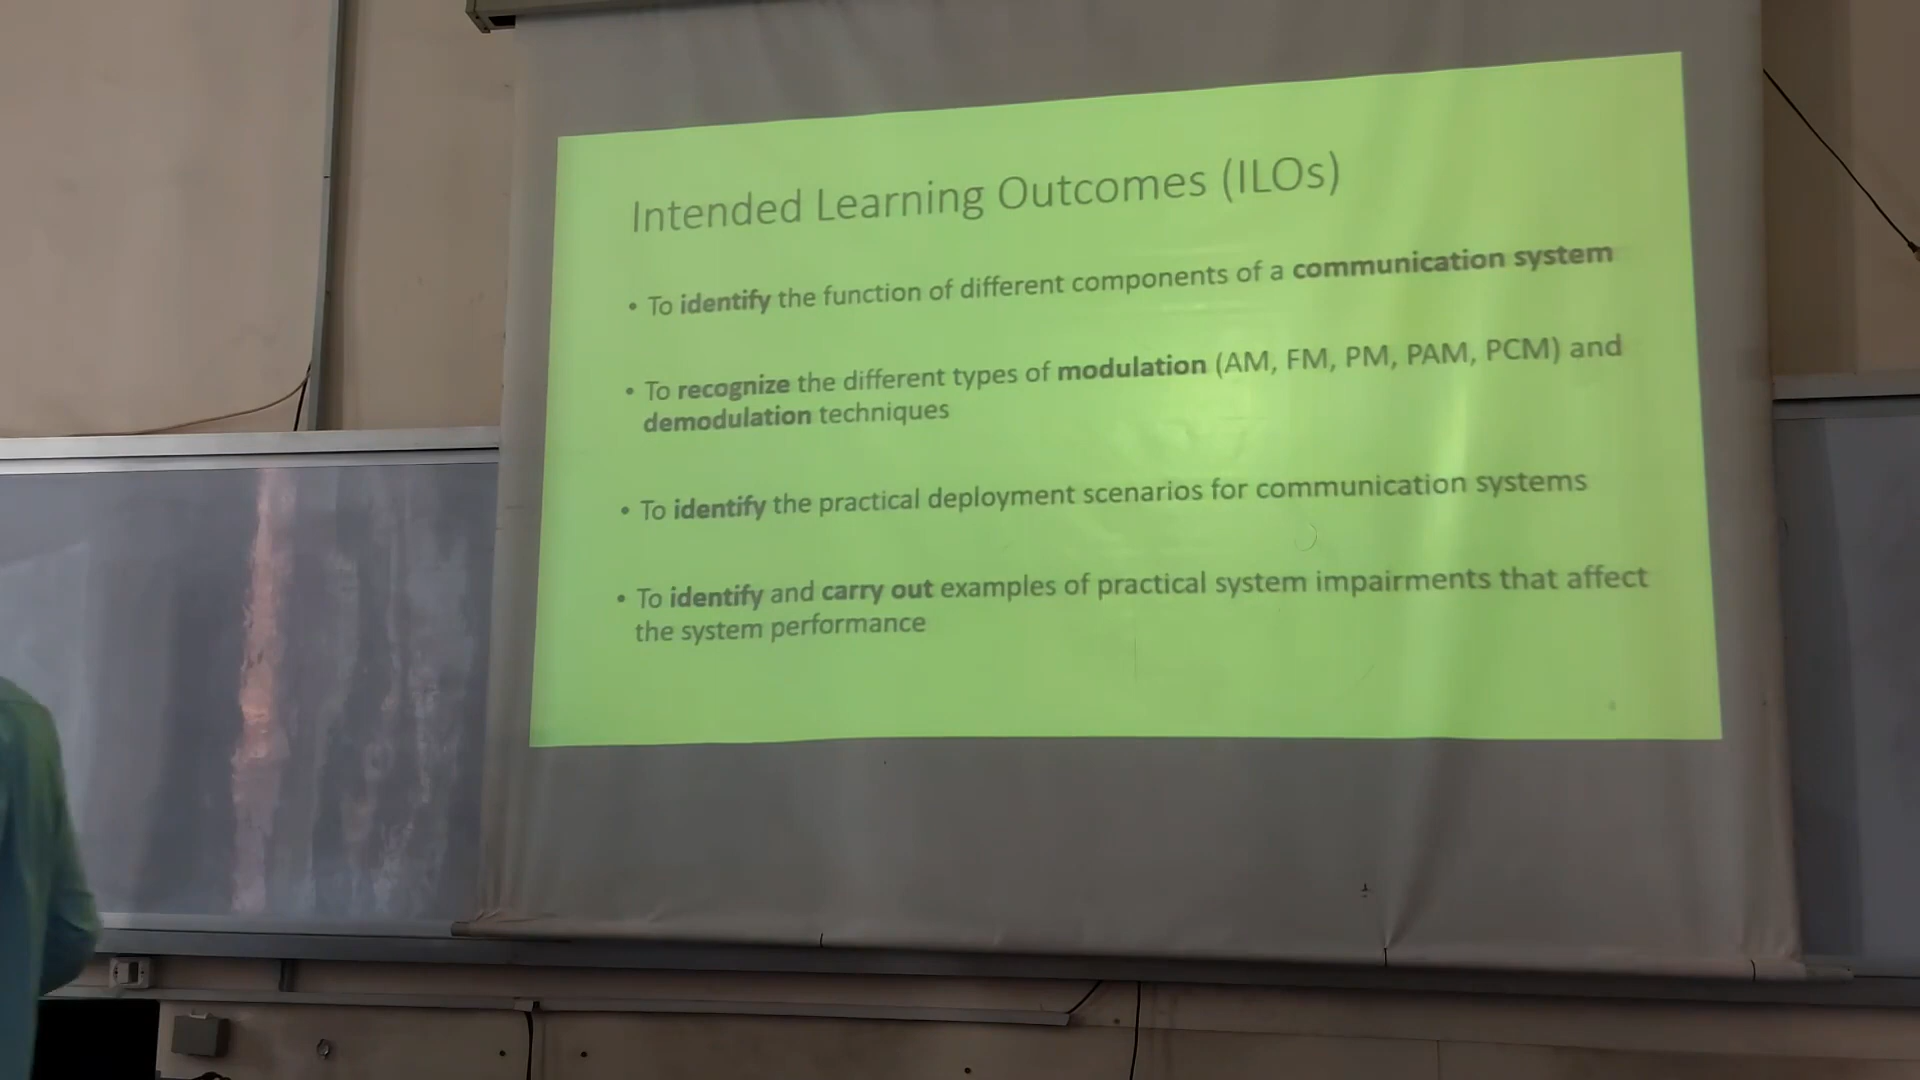 Intended Learning Outcomes (ILOs)
• To identify the function of different components of a communication system
• To recognize the different types of modulation (AM, FM, PM, PAM, PCM) and
demodulation techniques
• To identify the practical deployment scenarios for communication systems
• To identify and carry out examples of practical system impairments that affect
the system performance